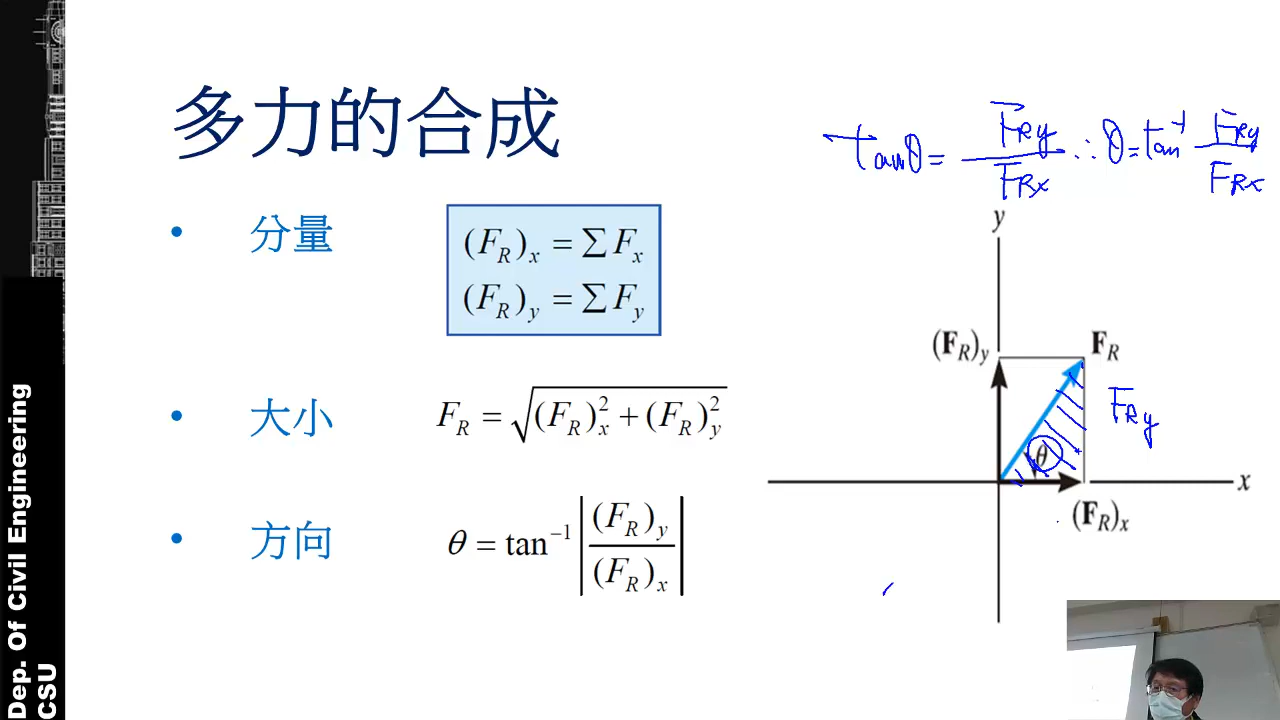 多力的合成
tanθ = F_Ry / F_Rx ∴ θ = tan⁻¹ F_Ry / F_Rx
• 分量 (F_R)_x = ∑ F_x
(F_R)_y = ∑ F_y
• 大小 F_R = √((F_R)_x^2 + (F_R)_y^2)
• 方向 θ = tan⁻¹ |(F_R)_y / (F_R)_x|
y
(F_R)_y
F_R
F_Ry
θ
x
(F_R)_x
Dep. Of Civil Engineering
CSU